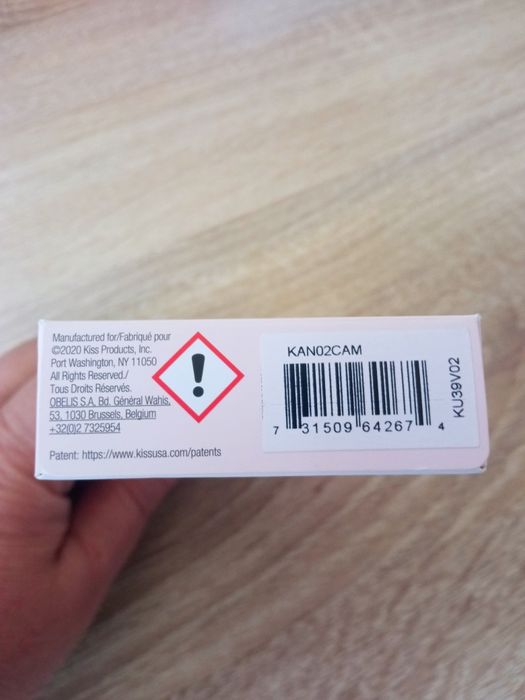 Manufactured for/Fabriqué pour
©2020 Kiss Products, Inc.
Port Washington, NY 11050
All Rights Reserved./
Tous Droits Réservés.
OBELIS S.A. Bd. Général Wahis,
53, 1030 Brussels, Belgium
+32(0)2 7325954
Patent: https://www.kissusa.com/patents
KAN02CAM
7 31509 64267 4
KU39V02